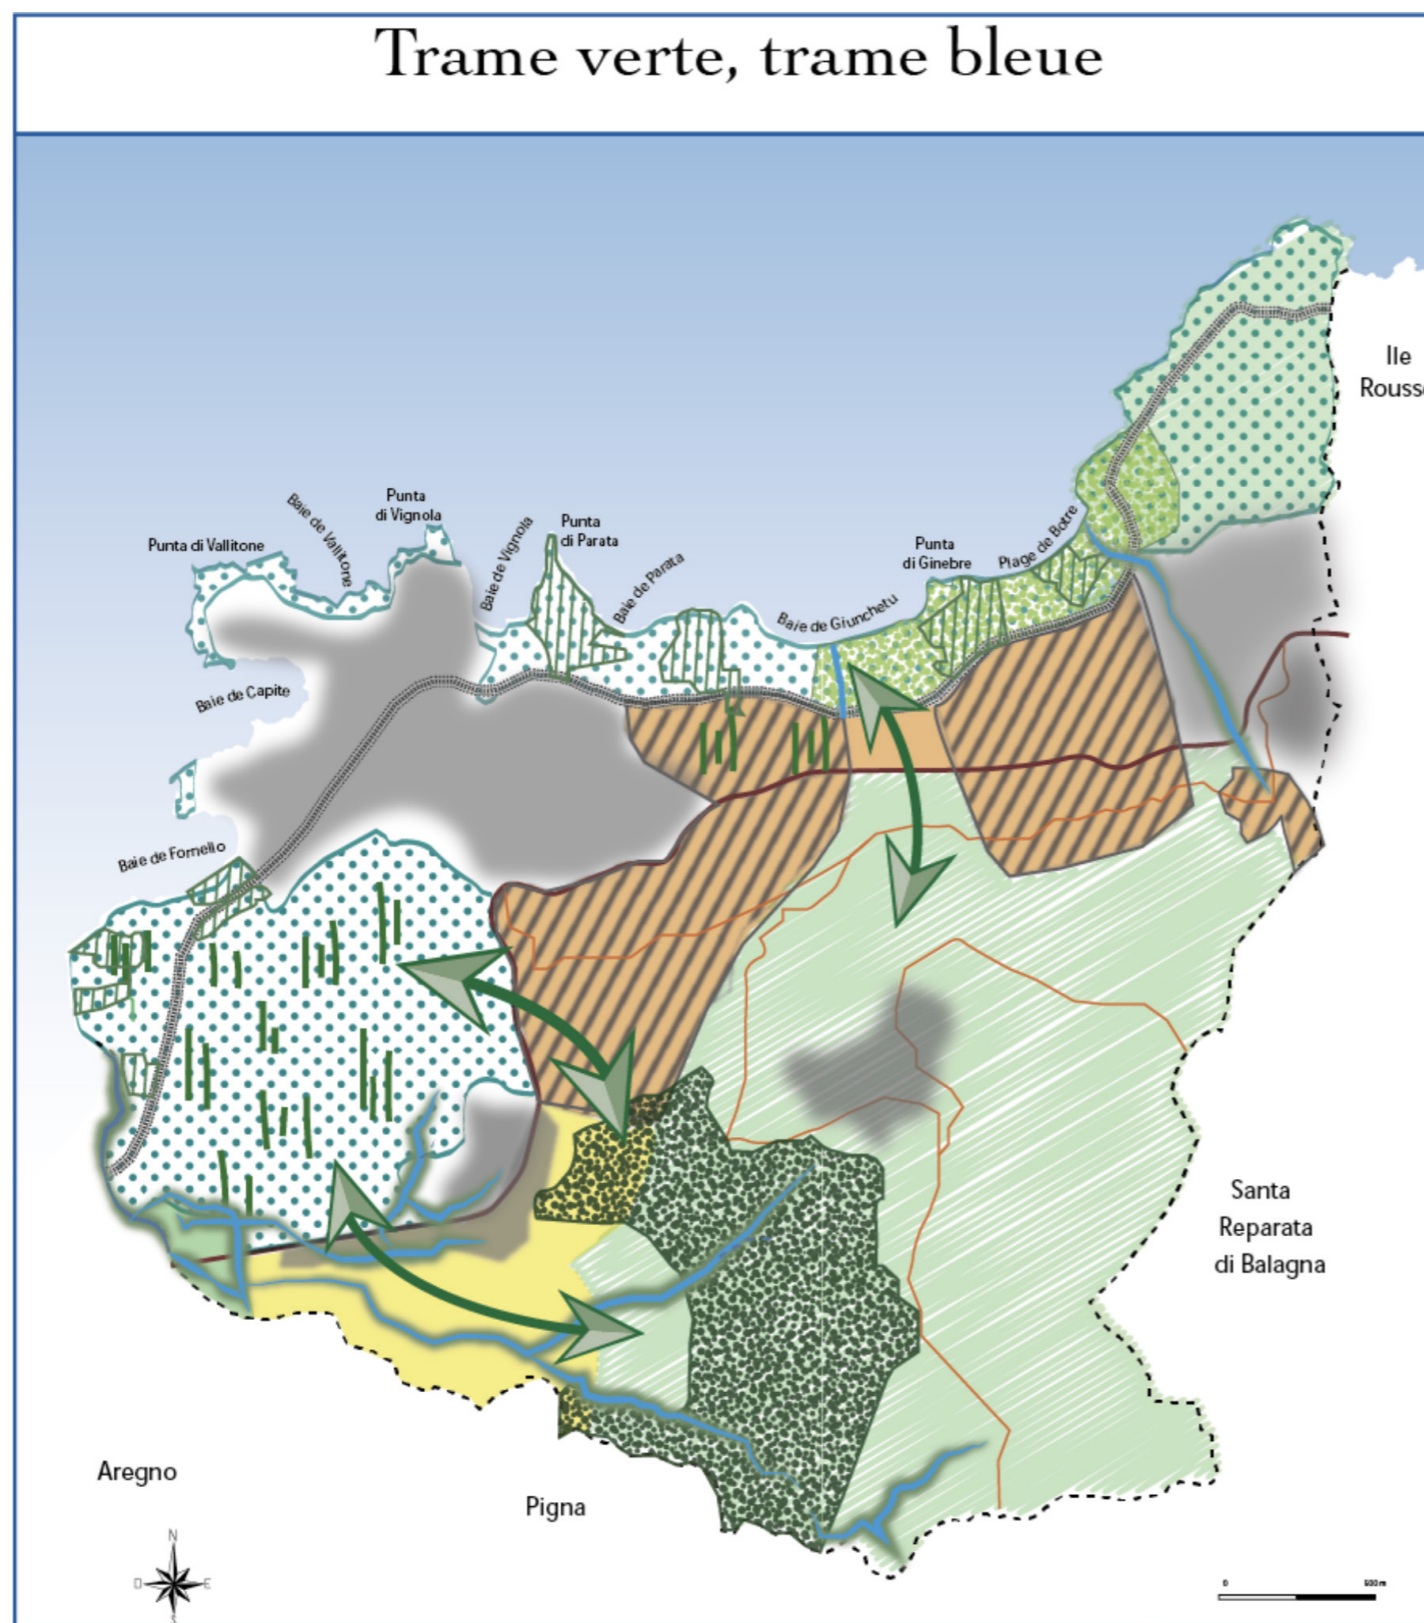 Trame verte, trame bleue
Ile
Rouss
Punta
di Vignola
Baie de Vallitone
Punta di Vallitone
Baie de Vignola
Punta
di Parata
Baie de Parata
Punta
di Ginebre
Plage de Botre
Baie de Giunchetu
Baie de Capite
Baie de Fornello
Santa
Reparata
di Balagna
Aregno
Pigna
N
O
E
S
0
500 m